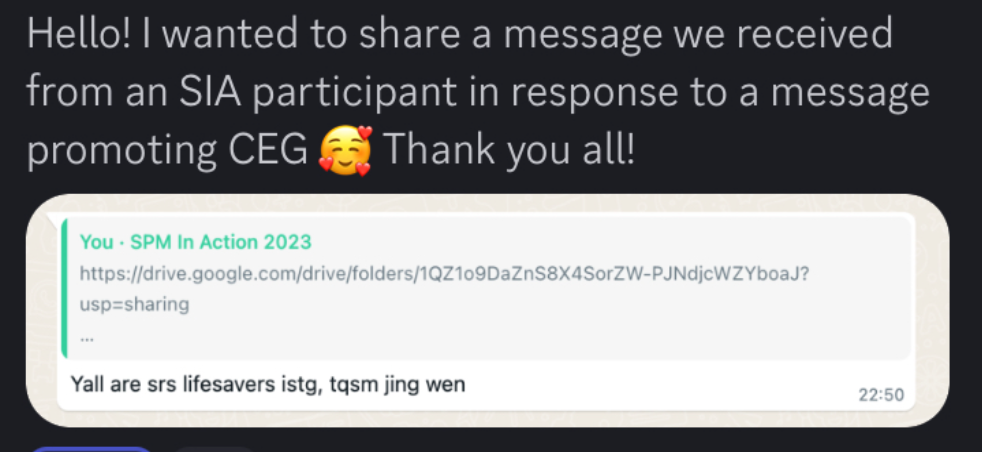 Hello! I wanted to share a message we received
from an SIA participant in response to a message
promoting CEG 🥰 Thank you all!
You · SPM In Action 2023
https://drive.google.com/drive/folders/1QZ1o9DaZnS8X4SorZW-PJNdjcWZYboaJ?
usp=sharing
...
Yall are srs lifesavers istg, tqsm jing wen
22:50